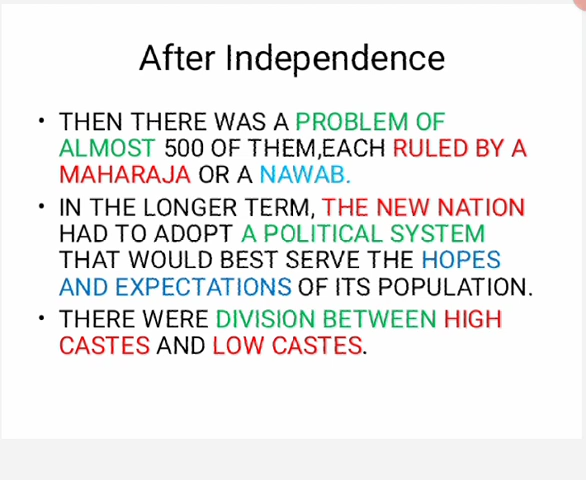 After Independence
• THEN THERE WAS A PROBLEM OF
ALMOST 500 OF THEM,EACH RULED BY A
MAHARAJA OR A NAWAB.
• IN THE LONGER TERM, THE NEW NATION
HAD TO ADOPT A POLITICAL SYSTEM
THAT WOULD BEST SERVE THE HOPES
AND EXPECTATIONS OF ITS POPULATION.
• THERE WERE DIVISION BETWEEN HIGH
CASTES AND LOW CASTES.